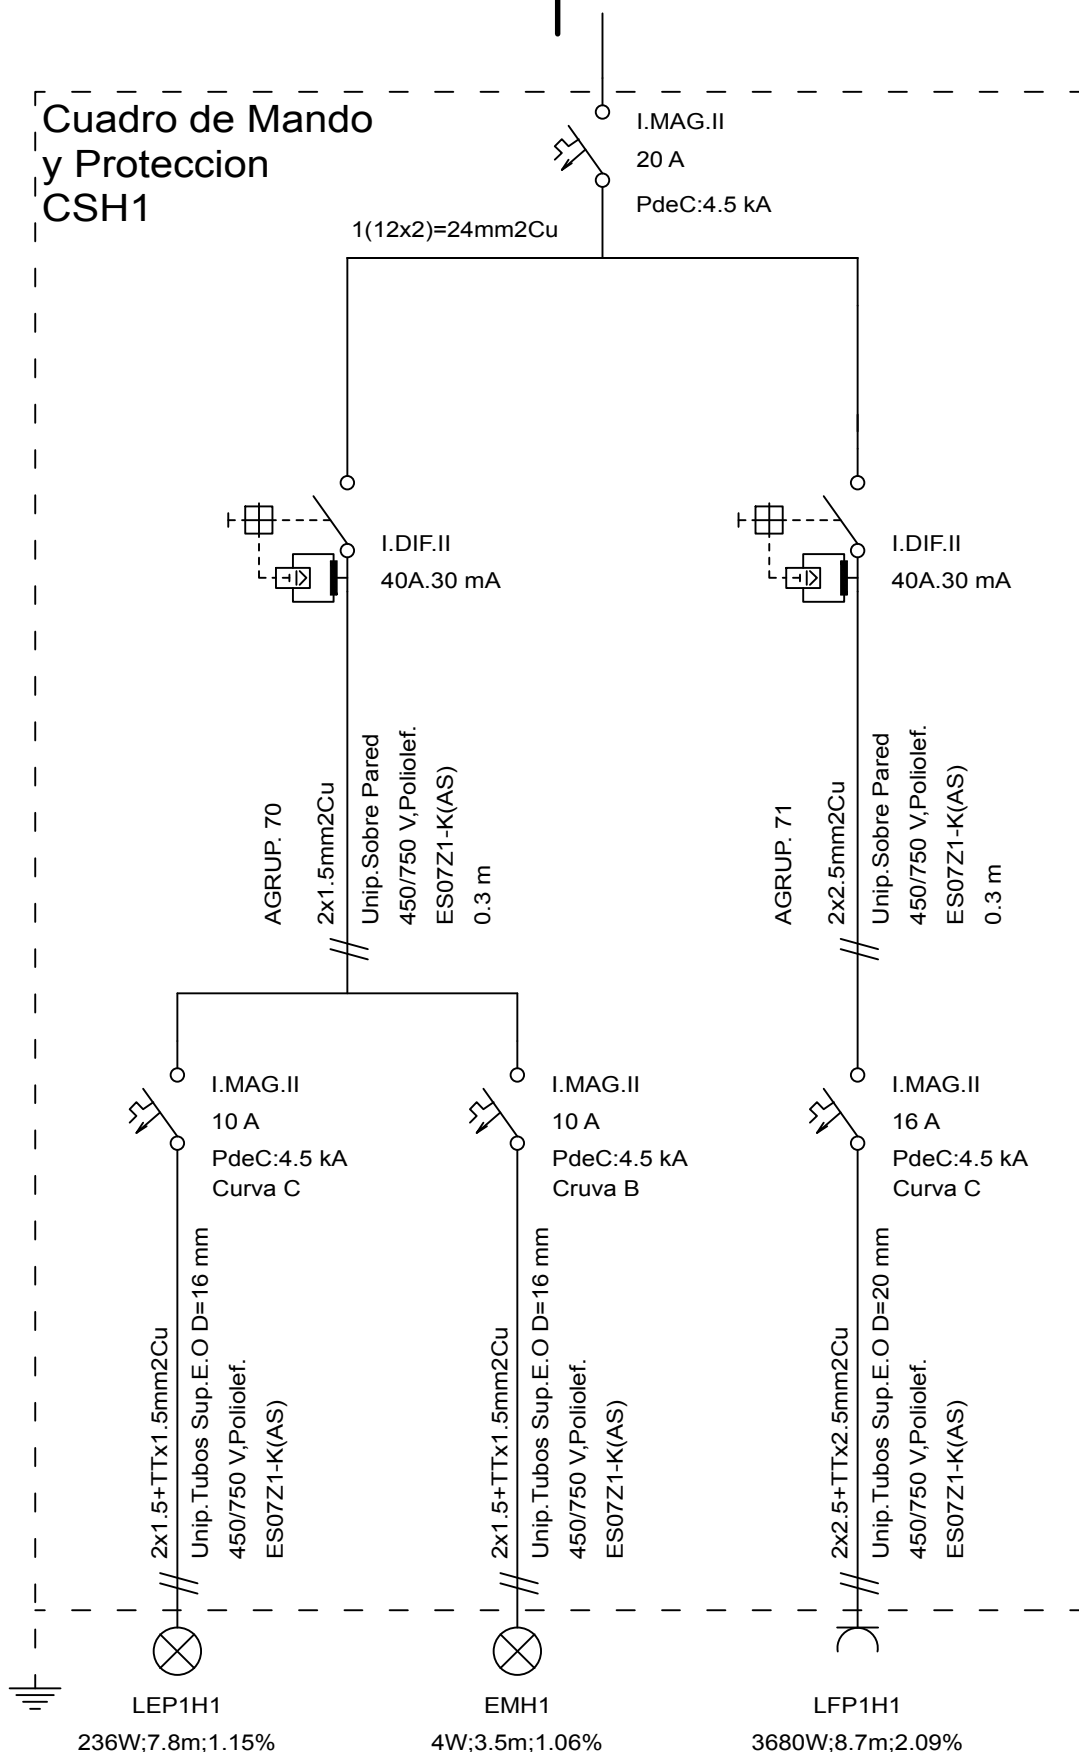 Cuadro de Mando
y Proteccion
CSH1
I.MAG.II
20 A
PdeC:4.5 kA
1(12x2)=24mm2Cu
I.DIF.II
40A.30 mA
I.DIF.II
40A.30 mA
AGRUP. 70
2x1.5mm2Cu
Unip.Sobre Pared
450/750 V,Poliolef.
ES07Z1-K(AS)
0.3 m
AGRUP. 71
2x2.5mm2Cu
Unip.Sobre Pared
450/750 V,Poliolef.
ES07Z1-K(AS)
0.3 m
I.MAG.II
10 A
PdeC:4.5 kA
Curva C
I.MAG.II
10 A
PdeC:4.5 kA
Cruva B
I.MAG.II
16 A
PdeC:4.5 kA
Curva C
2x1.5+TTx1.5mm2Cu
Unip.Tubos Sup.E.O D=16 mm
450/750 V,Poliolef.
ES07Z1-K(AS)
2x1.5+TTx1.5mm2Cu
Unip.Tubos Sup.E.O D=16 mm
450/750 V,Poliolef.
ES07Z1-K(AS)
2x2.5+TTx2.5mm2Cu
Unip.Tubos Sup.E.O D=20 mm
450/750 V,Poliolef.
ES07Z1-K(AS)
LEP1H1
236W;7.8m;1.15%
EMH1
4W;3.5m;1.06%
LFP1H1
3680W;8.7m;2.09%